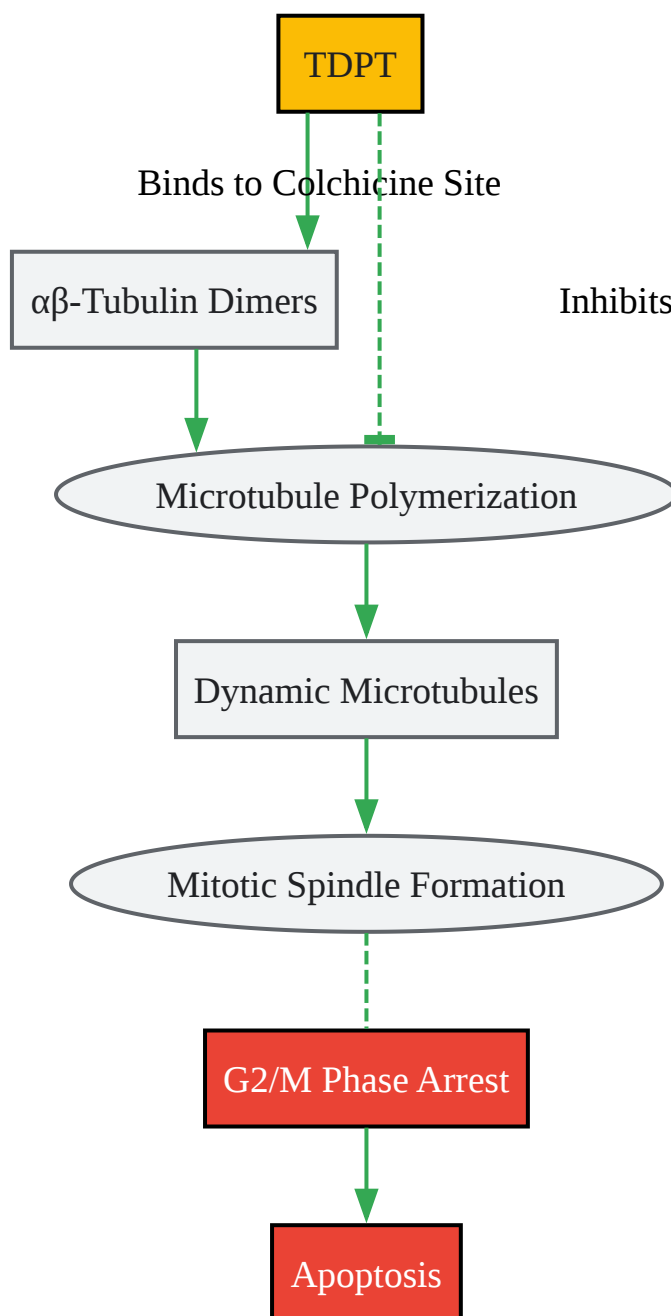 TDPT
Binds to Colchicine Site
αβ-Tubulin Dimers
Inhibits
Microtubule Polymerization
Dynamic Microtubules
Mitotic Spindle Formation
G2/M Phase Arrest
Apoptosis